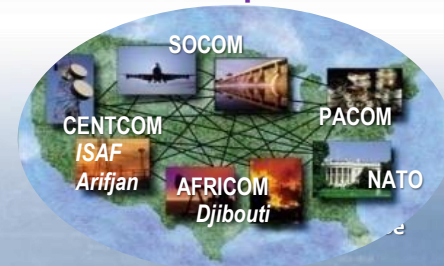 SOCOM
CENTCOM
ISAF
Arifjan
PACOM
AFRICOM
Djibouti
NATO